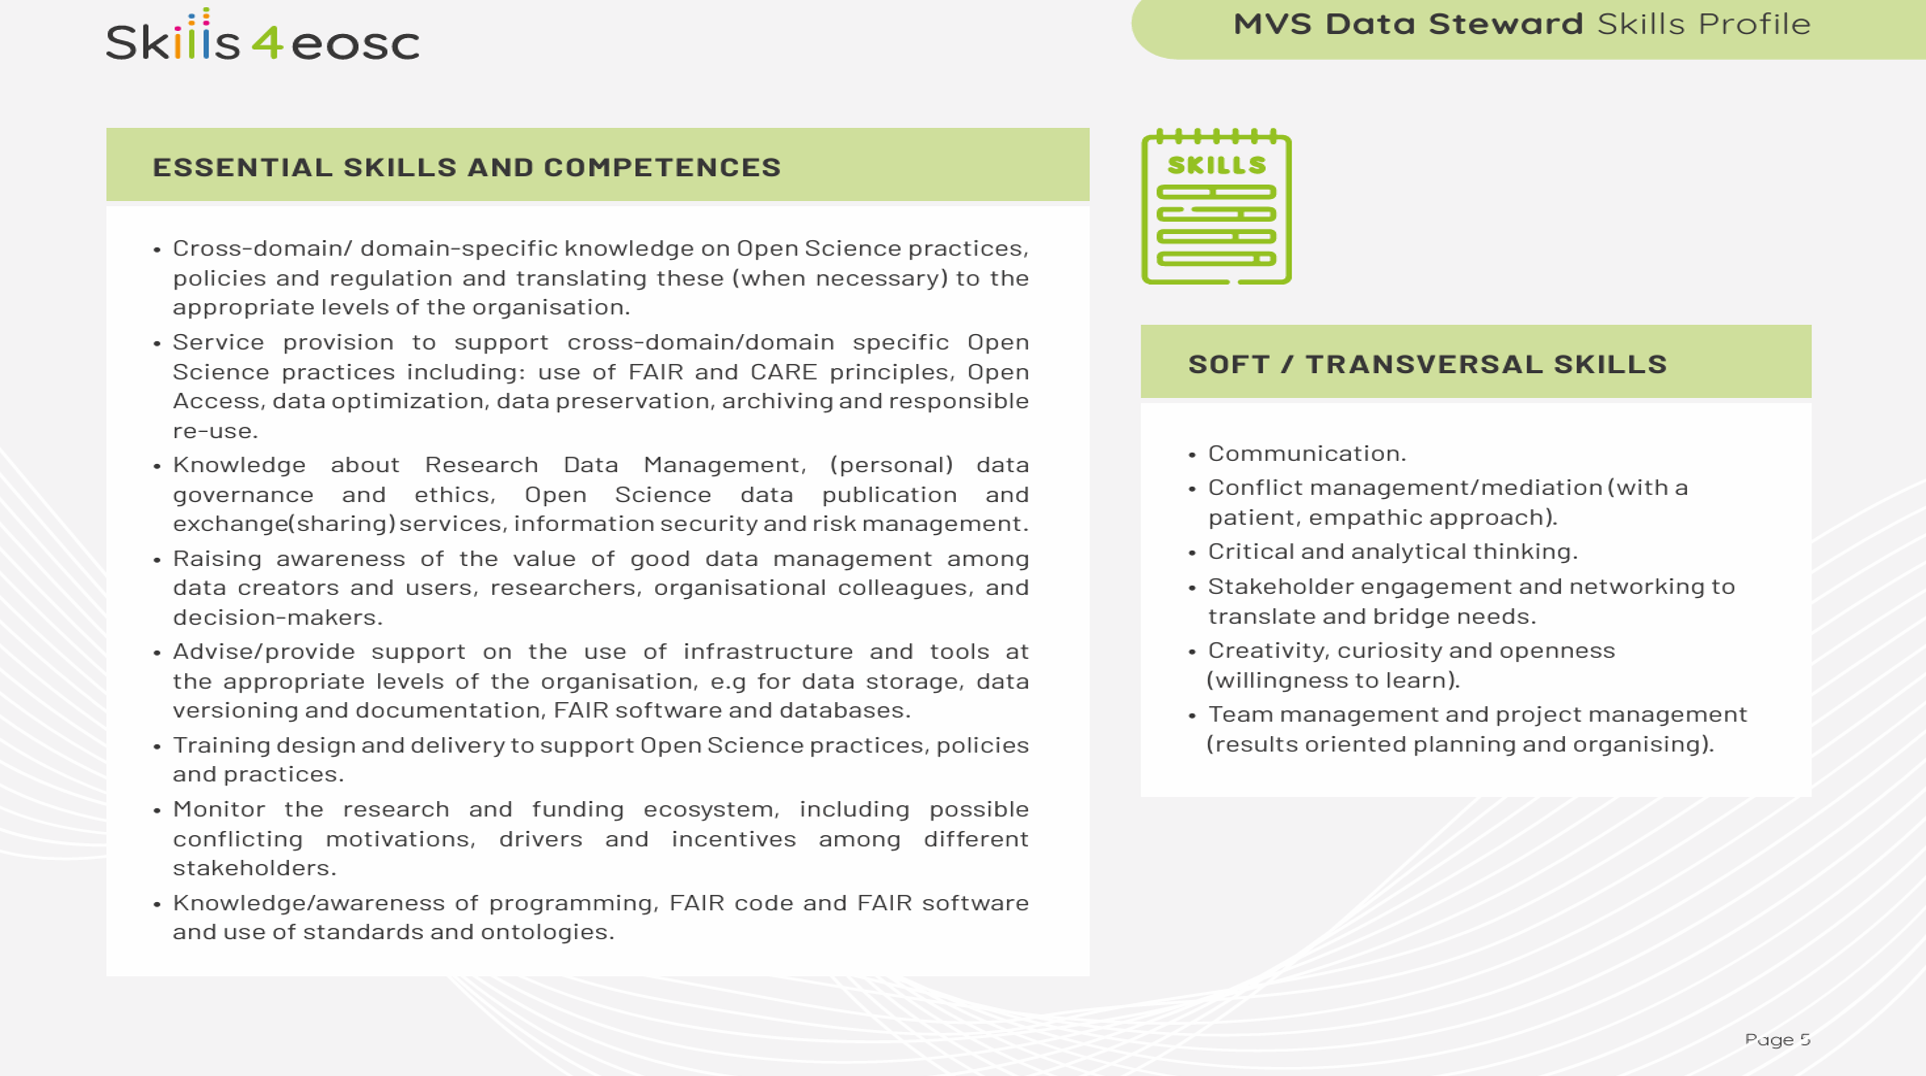 Skills4eosc
MVS Data Steward Skills Profile
ESSENTIAL SKILLS AND COMPETENCES
• Cross-domain/ domain-specific knowledge on Open Science practices,
policies and regulation and translating these (when necessary) to the
appropriate levels of the organisation.
• Service provision to support cross-domain/domain specific Open
Science practices including: use of FAIR and CARE principles, Open
Access, data optimization, data preservation, archiving and responsible
re-use.
• Knowledge about Research Data Management, (personal) data
governance and ethics, Open Science data publication and
exchange(sharing) services, information security and risk management.
• Raising awareness of the value of good data management among
data creators and users, researchers, organisational colleagues, and
decision-makers.
• Advise/provide support on the use of infrastructure and tools at
the appropriate levels of the organisation, e.g for data storage, data
versioning and documentation, FAIR software and databases.
• Training design and delivery to support Open Science practices, policies
and practices.
• Monitor the research and funding ecosystem, including possible
conflicting motivations, drivers and incentives among different
stakeholders.
• Knowledge/awareness of programming, FAIR code and FAIR software
and use of standards and ontologies.
SKILLS
SOFT / TRANSVERSAL SKILLS
• Communication.
• Conflict management/mediation (with a
patient, empathic approach).
• Critical and analytical thinking.
• Stakeholder engagement and networking to
translate and bridge needs.
• Creativity, curiosity and openness
(willingness to learn).
• Team management and project management
(results oriented planning and organising).
Page 5